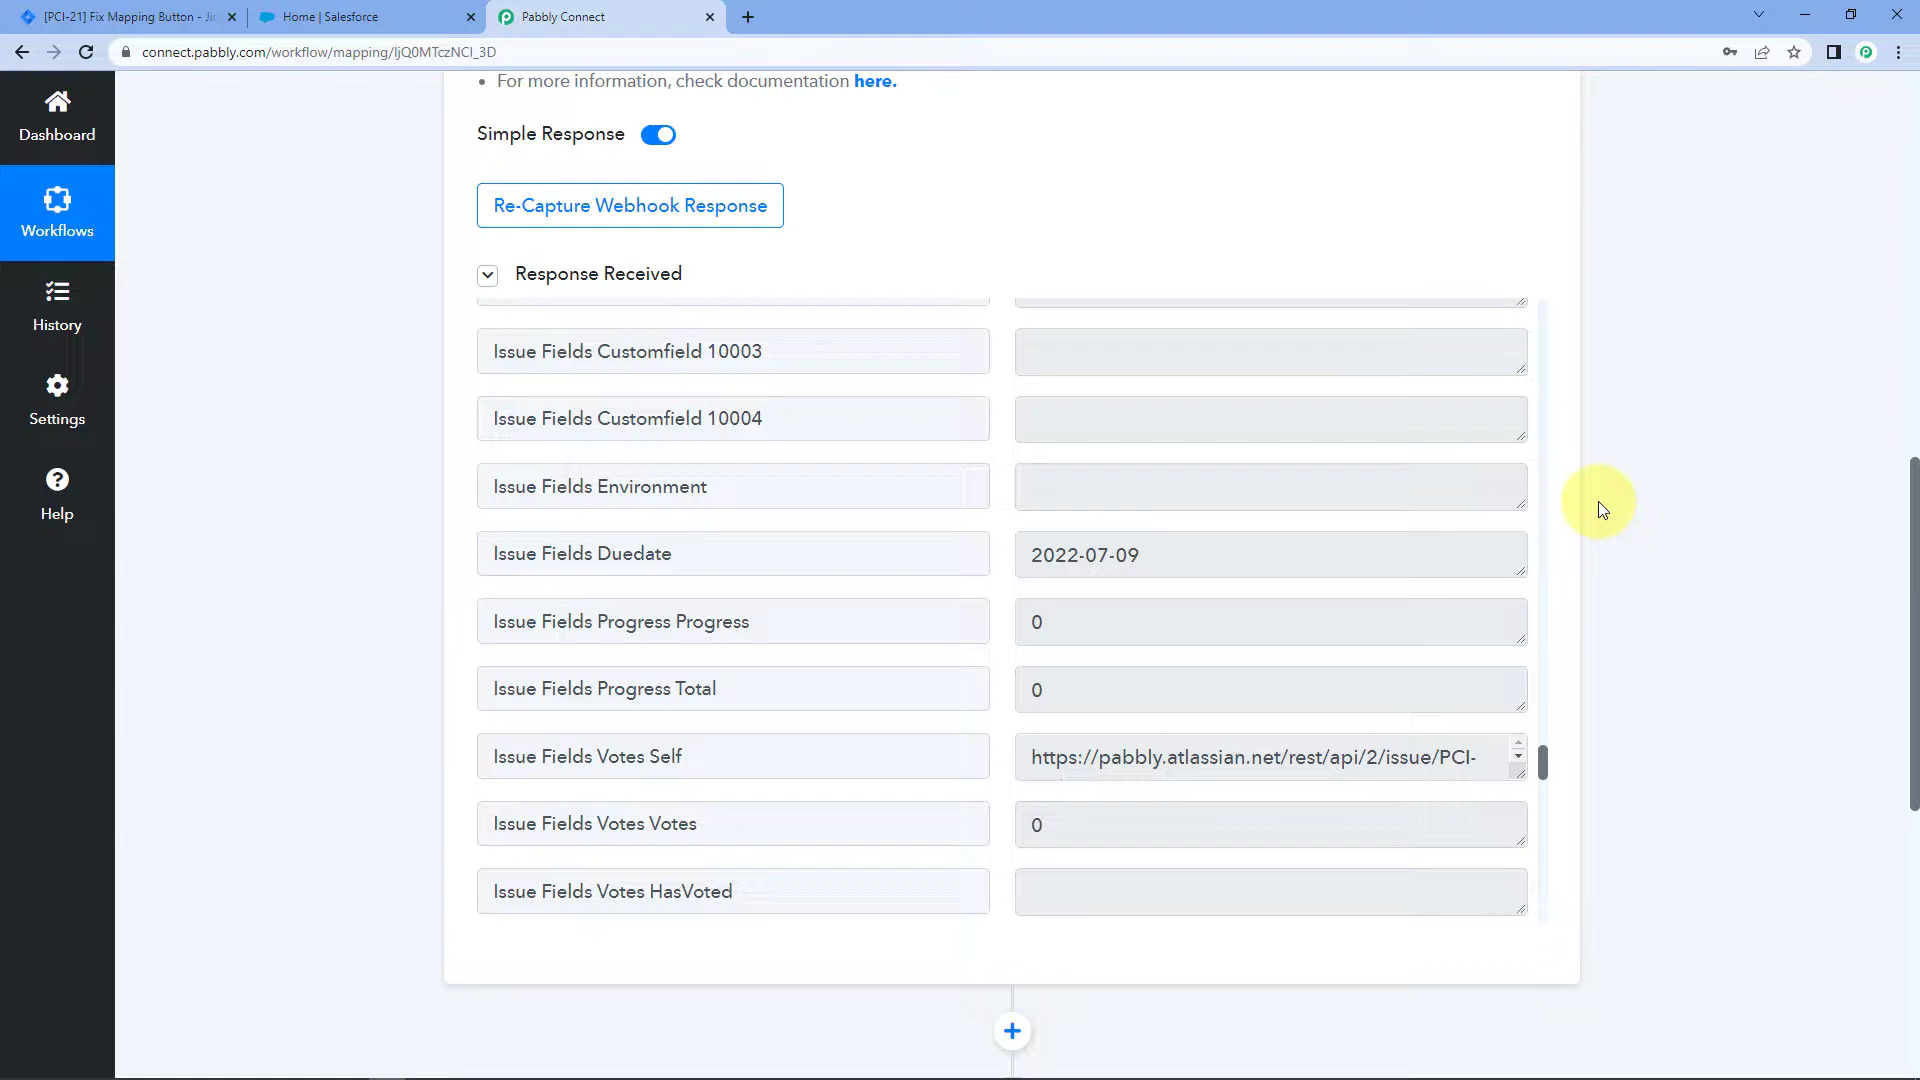 [PCI-21] Fix Mapping Button - Ji
Home | Salesforce
Pabbly Connect
connect.pabbly.com/workflow/mapping/IjQ0MTczNCI_3D
Dashboard
Workflows
History
Settings
Help
For more information, check documentation here.
Simple Response
Re-Capture Webhook Response
Response Received
Issue Fields Customfield 10003
Issue Fields Customfield 10004
Issue Fields Environment
Issue Fields Duedate
2022-07-09
Issue Fields Progress Progress
0
Issue Fields Progress Total
0
Issue Fields Votes Self
https://pabbly.atlassian.net/rest/api/2/issue/PCI-
Issue Fields Votes Votes
0
Issue Fields Votes HasVoted